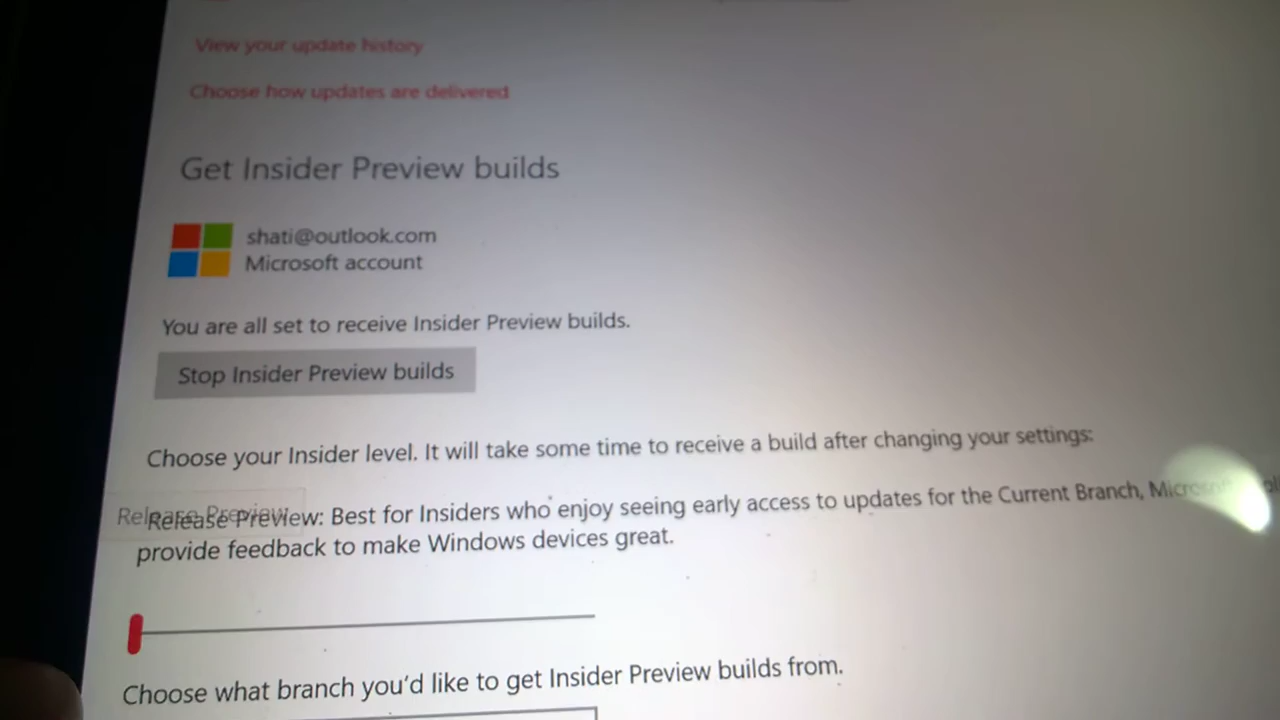 View your update history
Choose how updates are delivered
Get Insider Preview builds
shati@outlook.com
Microsoft account
You are all set to receive Insider Preview builds.
Stop Insider Preview builds
Choose your Insider level. It will take some time to receive a build after changing your settings:
Release Preview
Release Preview: Best for Insiders who enjoy seeing early access to updates for the Current Branch, Microsoft
provide feedback to make Windows devices great.
Choose what branch you'd like to get Insider Preview builds from.